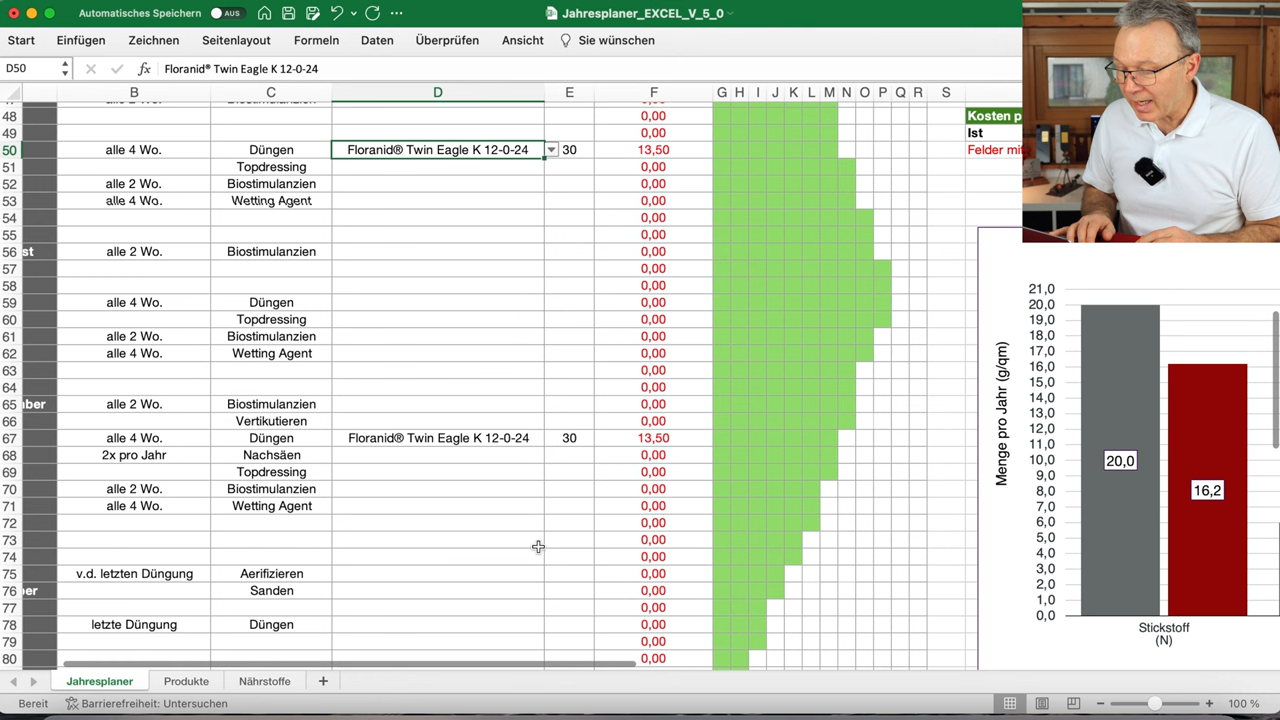 Automatisches Speichern AUS Jahresplaner_EXCEL_V_5_0
Start Einfügen Zeichnen Seitenlayout Formeln Daten Überprüfen Ansicht Sie wünschen
D50 fx Floranid® Twin Eagle K 12-0-24
B C D E F G H I J K L M N O P Q R S
48 0,00 Kosten p
49 0,00 Ist
50 alle 4 Wo. Düngen Floranid® Twin Eagle K 12-0-24 30 13,50 Felder mit
51 Topdressing 0,00
52 alle 2 Wo. Biostimulanzien 0,00
53 alle 4 Wo. Wetting Agent 0,00
54 0,00
55 0,00
56 st alle 2 Wo. Biostimulanzien 0,00
57 0,00
58 0,00
59 alle 4 Wo. Düngen 0,00
60 Topdressing 0,00
61 alle 2 Wo. Biostimulanzien 0,00
62 alle 4 Wo. Wetting Agent 0,00
63 0,00
64 0,00
65 ber alle 2 Wo. Biostimulanzien 0,00
66 Vertikutieren 0,00
67 alle 4 Wo. Düngen Floranid® Twin Eagle K 12-0-24 30 13,50
68 2x pro Jahr Nachsäen 0,00
69 Topdressing 0,00
70 alle 2 Wo. Biostimulanzien 0,00
71 alle 4 Wo. Wetting Agent 0,00
72 0,00
73 0,00
74 0,00
75 v.d. letzten Düngung Aerifizieren 0,00
76 er Sanden 0,00
77 0,00
78 letzte Düngung Düngen 0,00
79 0,00
80 0,00
Menge pro Jahr (g/qm)
21,0
20,0
19,0
18,0
17,0
16,0
15,0
14,0
13,0
12,0
11,0
10,0
9,0
8,0
7,0
6,0
5,0
4,0
3,0
2,0
1,0
0,0
20,0
16,2
Stickstoff
(N)
Jahresplaner Produkte Nährstoffe
Bereit Barrierefreiheit: Untersuchen 100 %